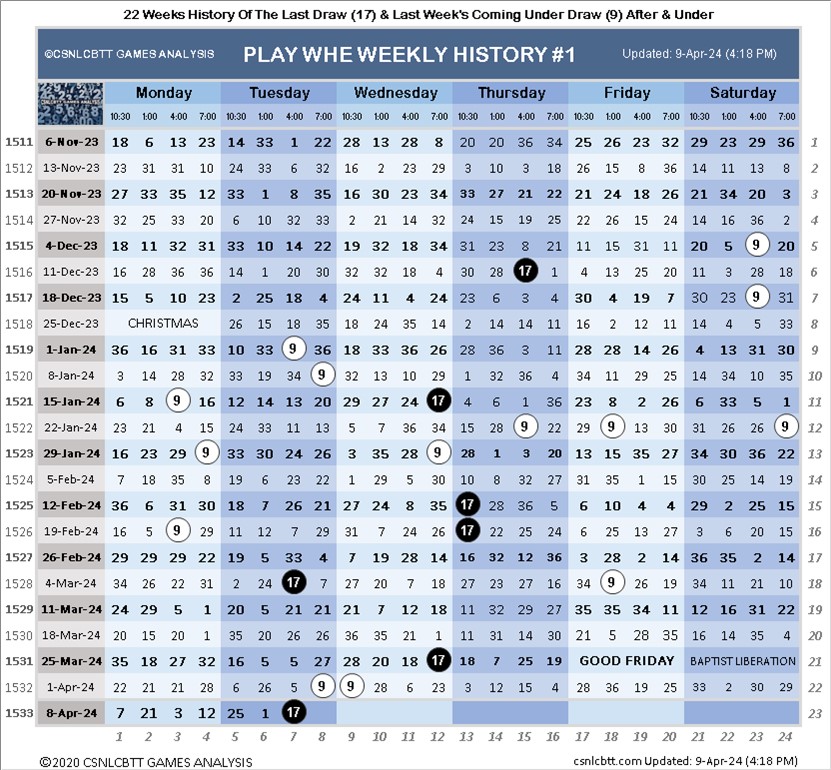 22 Weeks History Of The Last Draw (17) & Last Week's Coming Under Draw (9) After & Under
©CSNLCBTT GAMES ANALYSIS PLAY WHE WEEKLY HISTORY #1 Updated: 9-Apr-24 (4:18 PM)
Monday Tuesday Wednesday Thursday Friday Saturday
10:30 1:00 4:00 7:00 10:30 1:00 4:00 7:00 10:30 1:00 4:00 7:00 10:30 1:00 4:00 7:00 10:30 1:00 4:00 7:00 10:30 1:00 4:00 7:00
1511 6-Nov-23 18 6 13 23 14 33 1 22 28 13 28 8 20 20 36 34 25 26 23 32 29 23 29 36 1
1512 13-Nov-23 23 31 31 10 24 33 6 32 16 2 23 29 3 10 3 18 26 15 8 36 14 11 13 8 2
1513 20-Nov-23 27 33 35 12 33 1 8 35 16 30 23 34 33 27 21 22 21 24 18 26 21 34 20 3 3
1514 27-Nov-23 32 25 33 20 6 10 32 33 2 21 14 32 24 15 19 25 22 26 15 24 14 16 36 2 4
1515 4-Dec-23 18 11 32 31 33 10 14 22 19 32 18 34 31 23 8 21 11 15 31 11 20 5 9 20 5
1516 11-Dec-23 16 28 36 36 14 1 20 30 32 32 18 4 30 28 17 1 4 13 25 20 11 3 28 18 6
1517 18-Dec-23 15 5 10 23 2 25 18 4 24 11 4 24 23 6 3 4 30 4 19 7 30 23 9 31 7
1518 25-Dec-23 CHRISTMAS 26 15 18 35 18 24 35 14 2 14 14 11 16 2 12 11 14 4 5 33 8
1519 1-Jan-24 36 16 31 33 10 33 9 36 18 33 36 26 28 36 3 11 28 28 14 26 4 13 31 30 9
1520 8-Jan-24 3 14 28 32 33 19 34 9 32 13 10 29 1 32 36 4 34 11 29 28 14 34 10 35 10
1521 15-Jan-24 6 8 9 16 12 14 13 20 29 27 24 17 4 6 1 36 23 8 2 26 6 33 5 1 11
1522 22-Jan-24 23 21 4 15 24 33 11 13 5 7 36 34 15 28 9 22 29 9 13 33 31 26 26 9 12
1523 29-Jan-24 16 23 29 9 33 30 24 26 3 35 28 9 28 1 3 20 13 15 35 27 34 30 36 22 13
1524 5-Feb-24 7 18 35 8 19 6 23 22 1 29 5 30 10 8 32 27 31 35 1 15 30 25 14 19 14
1525 12-Feb-24 36 6 31 30 18 7 26 21 27 24 8 35 17 28 36 5 6 10 4 4 29 2 25 15 15
1526 19-Feb-24 16 5 9 29 11 12 7 29 31 7 24 26 17 22 25 24 6 25 13 27 3 6 20 15 16
1527 26-Feb-24 29 29 29 22 19 5 33 4 7 19 28 14 16 32 12 36 3 28 2 14 36 35 2 14 17
1528 4-Mar-24 34 26 22 31 2 24 17 7 27 20 7 18 27 23 27 16 34 9 26 19 34 11 21 10 18
1529 11-Mar-24 24 29 5 1 20 5 21 21 21 7 12 18 11 32 29 27 35 35 34 11 12 16 31 22 19
1530 18-Mar-24 20 15 20 1 35 20 26 26 36 35 21 1 11 31 14 30 21 5 28 35 16 14 35 4 20
1531 25-Mar-24 35 18 27 32 16 5 5 27 28 20 18 17 18 7 25 19 GOOD FRIDAY BAPTIST LIBERATION 21
1532 1-Apr-24 22 21 21 28 6 26 5 9 9 28 6 23 3 12 15 4 28 36 19 25 33 2 30 29 22
1533 8-Apr-24 7 21 3 12 25 1 17 23
1 2 3 4 5 6 7 8 9 10 11 12 13 14 15 16 17 18 19 20 21 22 23 24
©2020 CSNLCBTT GAMES ANALYSIS csnlcbtt.com Updated: 9-Apr-24 (4:18 PM)